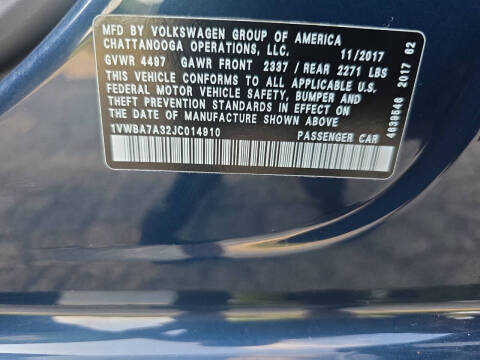 MFD BY VOLKSWAGEN GROUP OF AMERICA
CHATTANOOGA OPERATIONS, LLC. 11/2017
GVWR 4497 GAWR FRONT 2337 / REAR 2271 LBS
THIS VEHICLE CONFORMS TO ALL APPLICABLE U.S.
FEDERAL MOTOR VEHICLE SAFETY, BUMPER AND
THEFT PREVENTION STANDARDS IN EFFECT ON
THE DATE OF MANUFACTURE SHOWN ABOVE
1VWBA7A32JC014910 PASSENGER CAR
4639546 2017 62